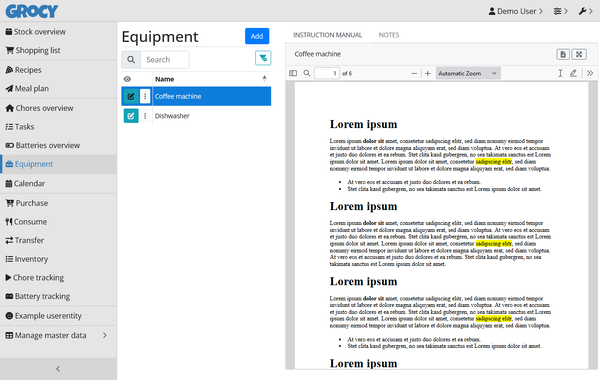 GROCY
Demo User
Stock overview
Shopping list
Recipes
Meal plan
Chores overview
Tasks
Batteries overview
Equipment
Calendar
Purchase
Consume
Transfer
Inventory
Chore tracking
Battery tracking
Example userentity
Manage master data
Equipment
Add
Search
Name
Coffee machine
Dishwasher
INSTRUCTION MANUAL NOTES
Coffee machine
1 of 6 Automatic Zoom
Lorem ipsum
Lorem ipsum dolor sit amet, consetetur sadipscing elitr, sed diam nonumy eirmod tempor
invidunt ut labore et dolore magna aliquyam erat, sed diam voluptua. At vero eos et accusam
et justo duo dolores et ea rebum. Stet clita kasd gubergren, no sea takimata sanctus est Lorem
ipsum dolor sit amet. Lorem ipsum dolor sit amet, consetetur sadipscing elitr, sed diam
nonumy eirmod tempor invidunt ut labore et dolore magna aliquyam erat, sed diam voluptua.
• At vero eos et accusam et justo duo dolores et ea rebum.
• Stet clita kasd gubergren, no sea takimata sanctus est Lorem ipsum dolor sit amet.
Lorem ipsum
Lorem ipsum dolor sit amet, consetetur sadipscing elitr, sed diam nonumy eirmod tempor
invidunt ut labore et dolore magna aliquyam erat, sed diam voluptua. At vero eos et accusam
et justo duo dolores et ea rebum. Stet clita kasd gubergren, no sea takimata sanctus est Lorem
ipsum dolor sit amet. Lorem ipsum dolor sit amet, consetetur sadipscing elitr, sed diam
nonumy eirmod tempor invidunt ut labore et dolore magna aliquyam erat, sed diam voluptua.
At vero eos et accusam et justo duo dolores et ea rebum. Stet clita kasd gubergren, no sea
takimata sanctus est Lorem ipsum dolor sit amet.
Lorem ipsum
Lorem ipsum dolor sit amet, consetetur sadipscing elitr, sed diam nonumy eirmod tempor
invidunt ut labore et dolore magna aliquyam erat, sed diam voluptua. At vero eos et accusam
et justo duo dolores et ea rebum. Stet clita kasd gubergren, no sea takimata sanctus est Lorem
ipsum dolor sit amet. Lorem ipsum dolor sit amet, consetetur sadipscing elitr, sed diam
nonumy eirmod tempor invidunt ut labore et dolore magna aliquyam erat, sed diam voluptua.
• At vero eos et accusam et justo duo dolores et ea rebum.
• Stet clita kasd gubergren, no sea takimata sanctus est Lorem ipsum dolor sit amet.
Lorem ipsum